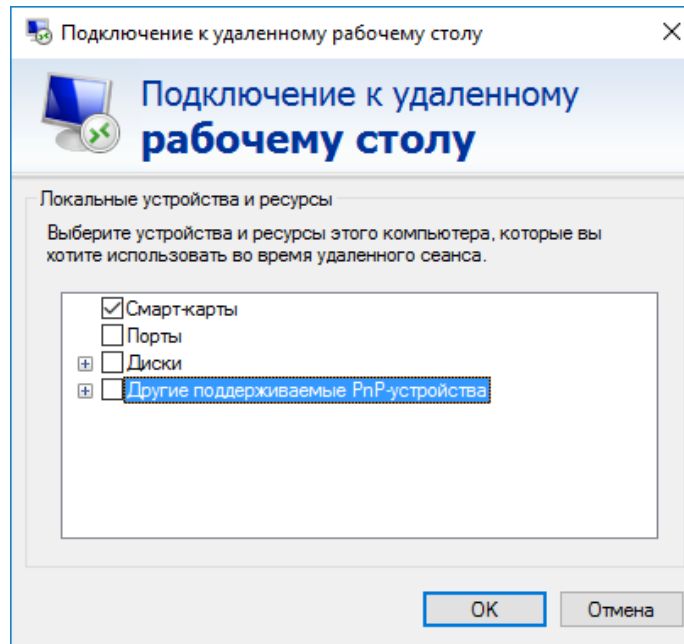 Подключение к удаленному рабочему столу
Подключение к удаленному
рабочему столу
Локальные устройства и ресурсы
Выберите устройства и ресурсы этого компьютера, которые вы
хотите использовать во время удаленного сеанса.
Смарт-карты
Порты
Диски
Другие поддерживаемые PnP-устройства
OK
Отмена